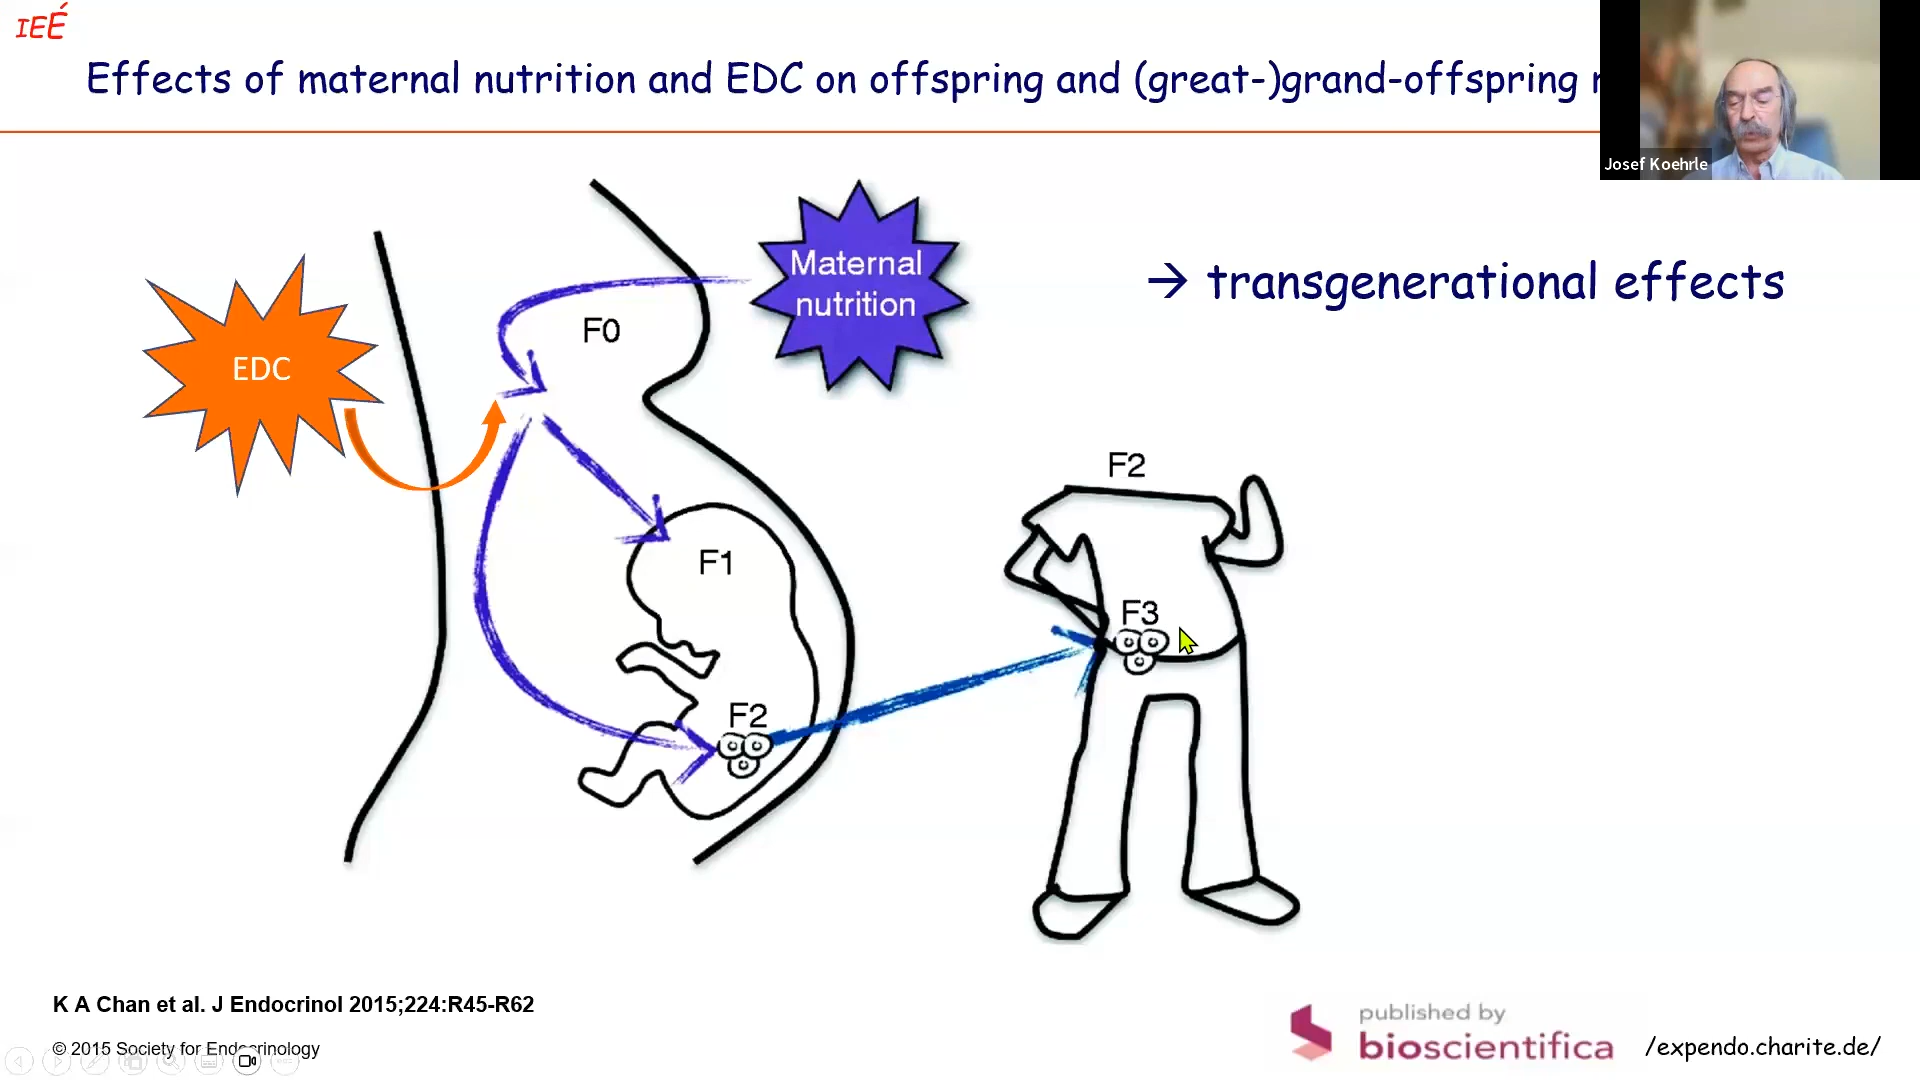 IEÉ
Effects of maternal nutrition and EDC on offspring and (great-)grand-offspring
Josef Koehrle
Maternal
nutrition
→ transgenerational effects
F0
EDC
F2
F1
F3
F2
K A Chan et al. J Endocrinol 2015;224:R45-R62
© 2015 Society for Endocrinology
published by
bioscientifica
/expendo.charite.de/